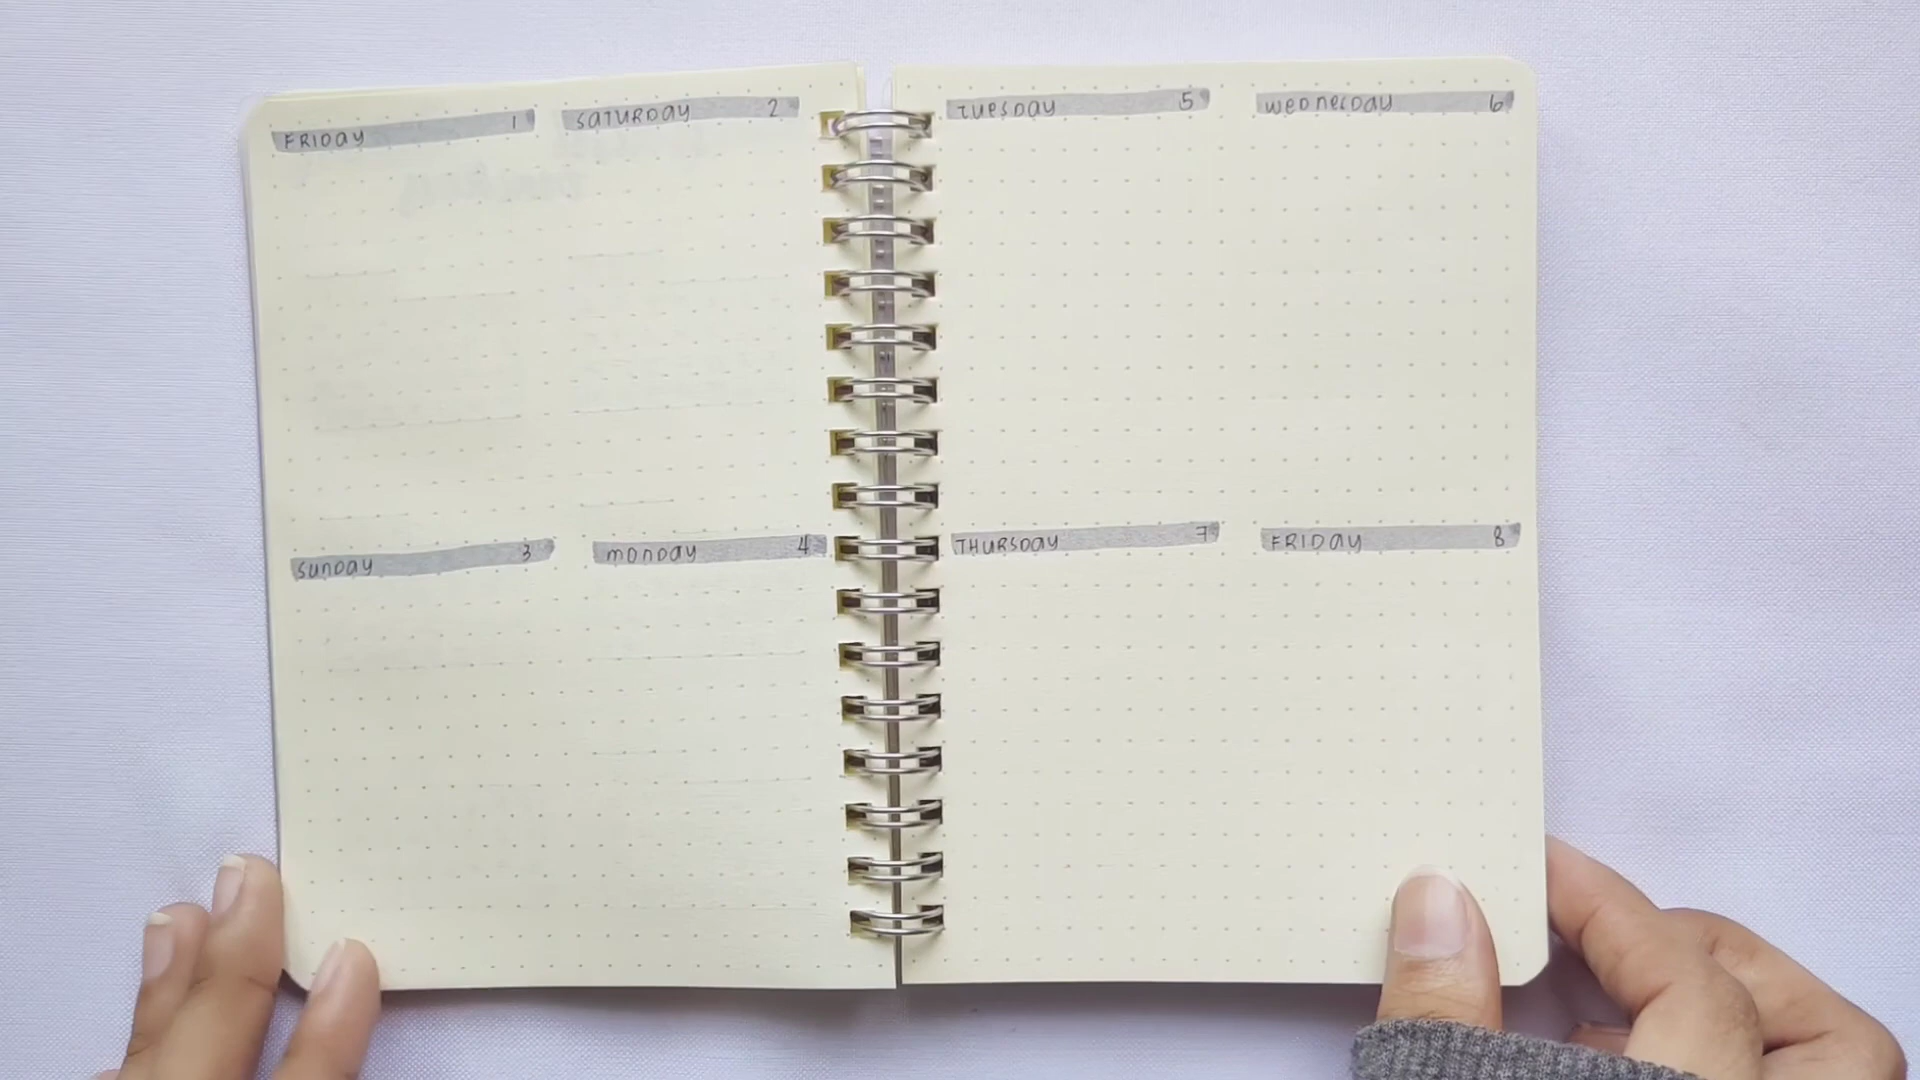 FRIDAY 1
SATURDAY 2
SUNDAY 3
MONDAY 4
TUESDAY 5
WEDNESDAY 6
THURSDAY 7
FRIDAY 8